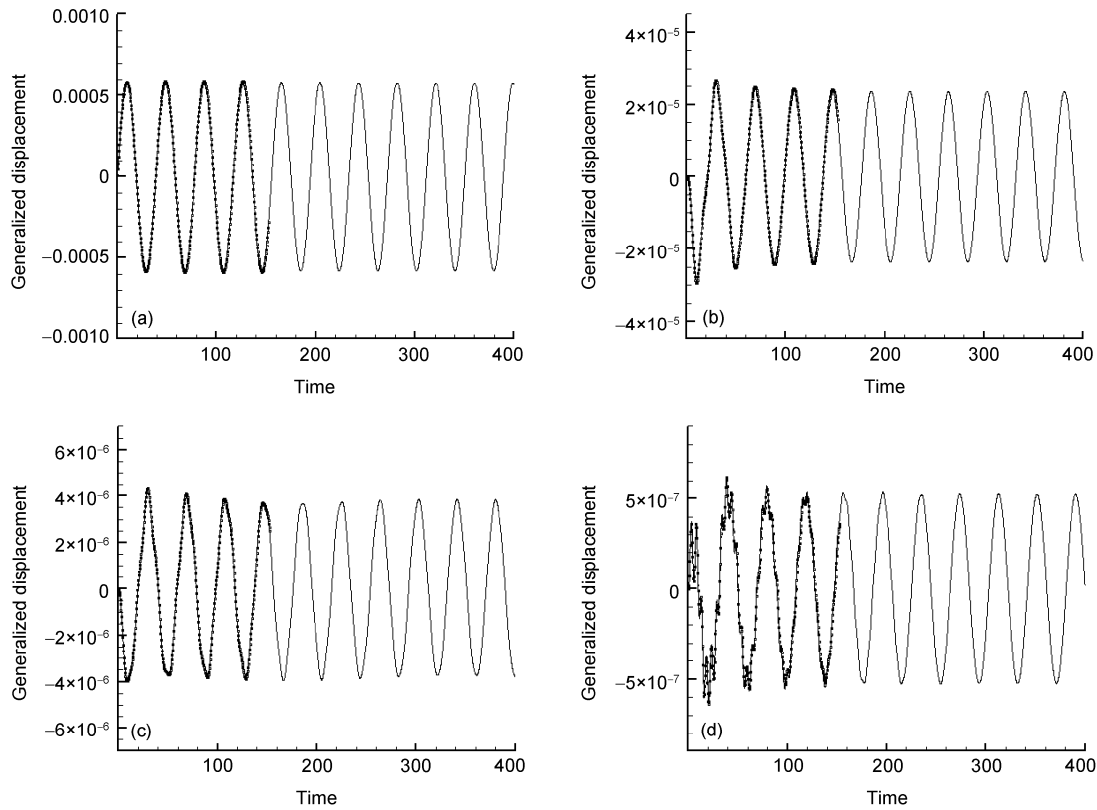 0.0010
0.0005
0
−0.0005
−0.0010
Generalized displacement
(a)
100 200 300 400
Time
4×10⁻⁵
2×10⁻⁵
0
−2×10⁻⁵
−4×10⁻⁵
Generalized displacement
(b)
100 200 300 400
Time
6×10⁻⁶
4×10⁻⁶
2×10⁻⁶
0
−2×10⁻⁶
−4×10⁻⁶
−6×10⁻⁶
Generalized displacement
(c)
100 200 300 400
Time
5×10⁻⁷
0
−5×10⁻⁷
Generalized displacement
(d)
100 200 300 400
Time